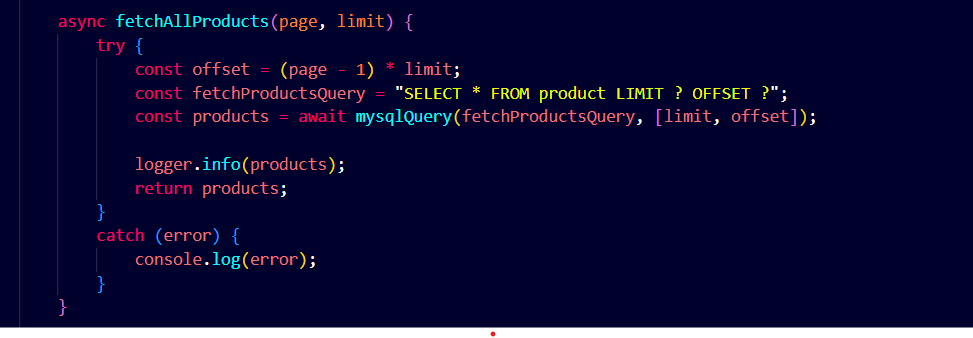 async fetchAllProducts(page, limit) {
try {
const offset = (page - 1) * limit;
const fetchProductsQuery = "SELECT * FROM product LIMIT ? OFFSET ?";
const products = await mysqlQuery(fetchProductsQuery, [limit, offset]);
logger.info(products);
return products;
}
catch (error) {
console.log(error);
}
}